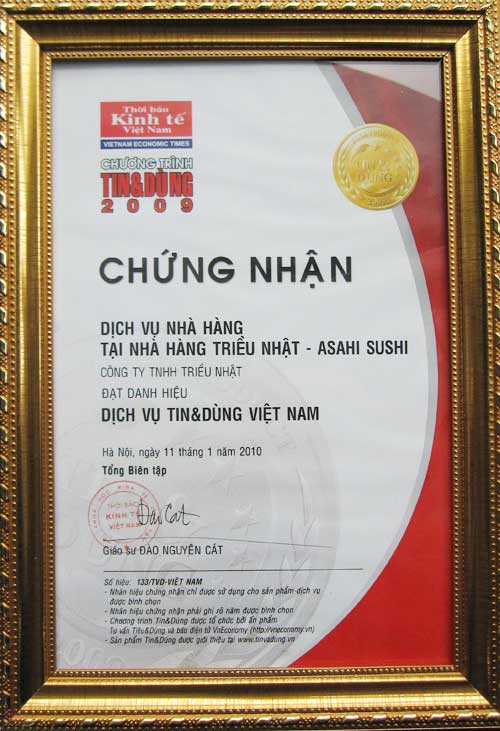 Thời báo
Kinh tế
Việt Nam
VIETNAM ECONOMIC TIMES
CHƯƠNG TRÌNH
TIN&DÙNG
2009
TIN &
DÙNG
CHỨNG NHẬN
DỊCH VỤ NHÀ HÀNG
TẠI NHÀ HÀNG TRIỀU NHẬT - ASAHI SUSHI
CÔNG TY TNHH TRIỀU NHẬT
ĐẠT DANH HIỆU
DỊCH VỤ TIN&DÙNG VIỆT NAM
Hà Nội, ngày 11 tháng 1 năm 2010
Tổng Biên tập
THỜI BÁO
KINH TẾ
VIỆT NAM
Đào Cát
Giáo sư ĐÀO NGUYÊN CÁT
Số hiệu: 133/TVD-VIỆT NAM
- Nhãn hiệu chứng nhận chỉ được sử dụng cho sản phẩm-dịch vụ
được bình chọn
- Nhãn hiệu chứng nhận phải ghi rõ năm được bình chọn
- Chương trình Tin&Dùng được tổ chức bởi ấn phẩm
Tư vấn Tiêu&Dùng và báo điện tử VnEconomy (http://vneconomy.vn)
- Sản phẩm Tin&Dùng được giới thiệu tại www.tinvadung.vn